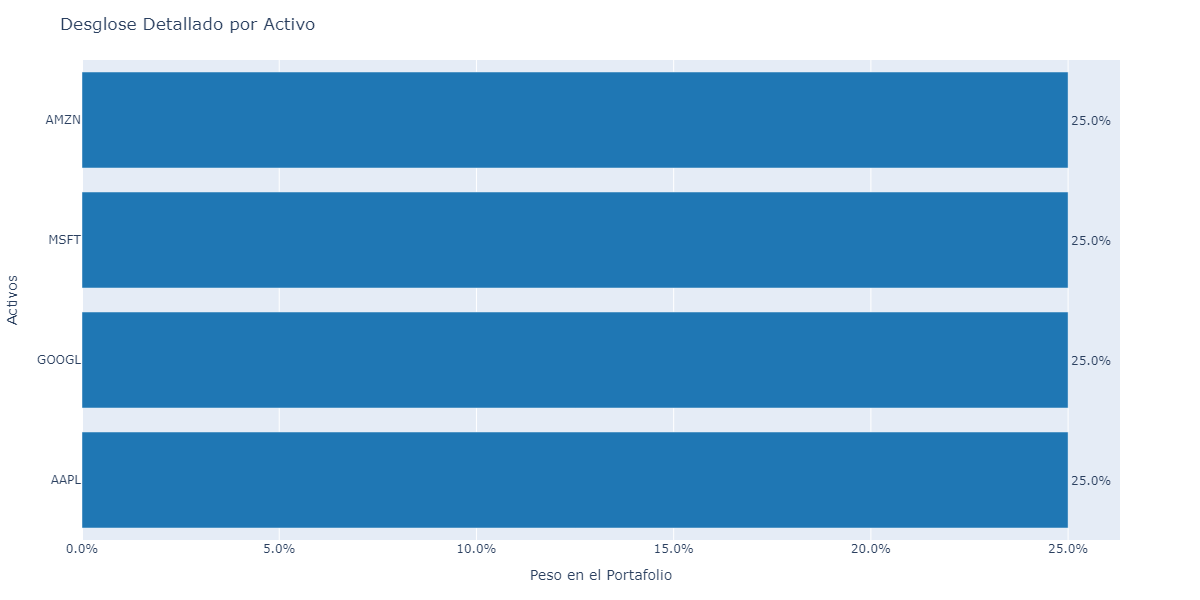 Desglose Detallado por Activo
AMZN
25.0%
MSFT
25.0%
Activos
GOOGL
25.0%
AAPL
25.0%
0.0%
5.0%
10.0%
15.0%
20.0%
25.0%
Peso en el Portafolio